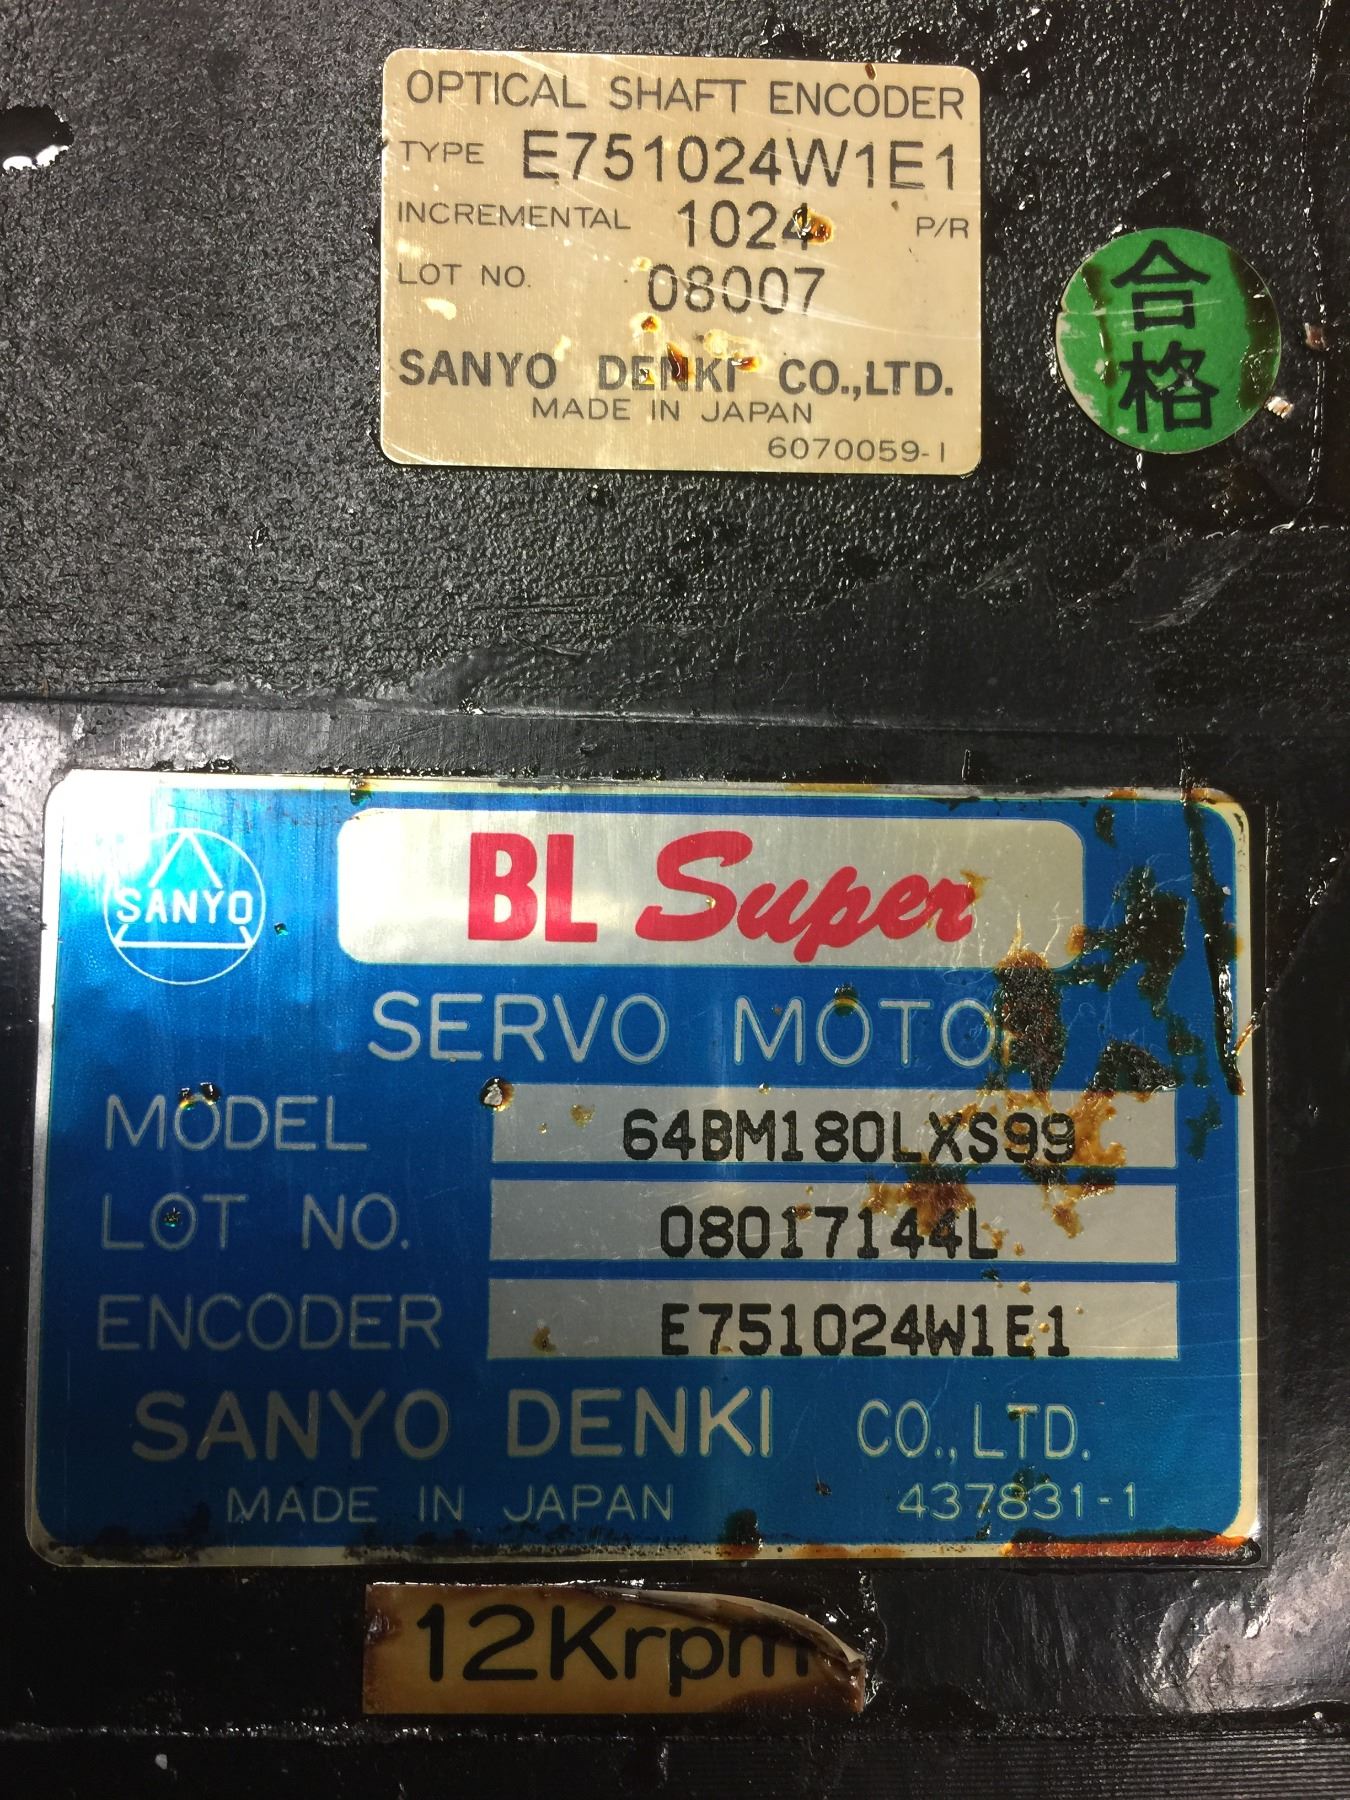 OPTICAL SHAFT ENCODER
TYPE E751024W1E1
INCREMENTAL 1024 P/R
LOT NO. 08007
SANYO DENKI CO.,LTD.
MADE IN JAPAN
6070059-1
合格
SANYO
BL Super
SERVO MOTOR
MODEL 64BM180LXS99
LOT NO. 08017144L
ENCODER E751024W1E1
SANYO DENKI CO.,LTD.
MADE IN JAPAN 437831-1
12Krpm